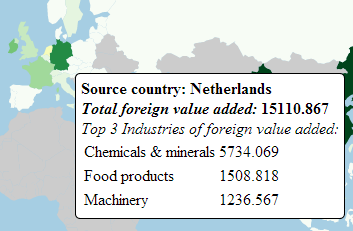 Source country: Netherlands
Total foreign value added: 15110.867
Top 3 Industries of foreign value added:
Chemicals & minerals 5734.069
Food products 1508.818
Machinery 1236.567